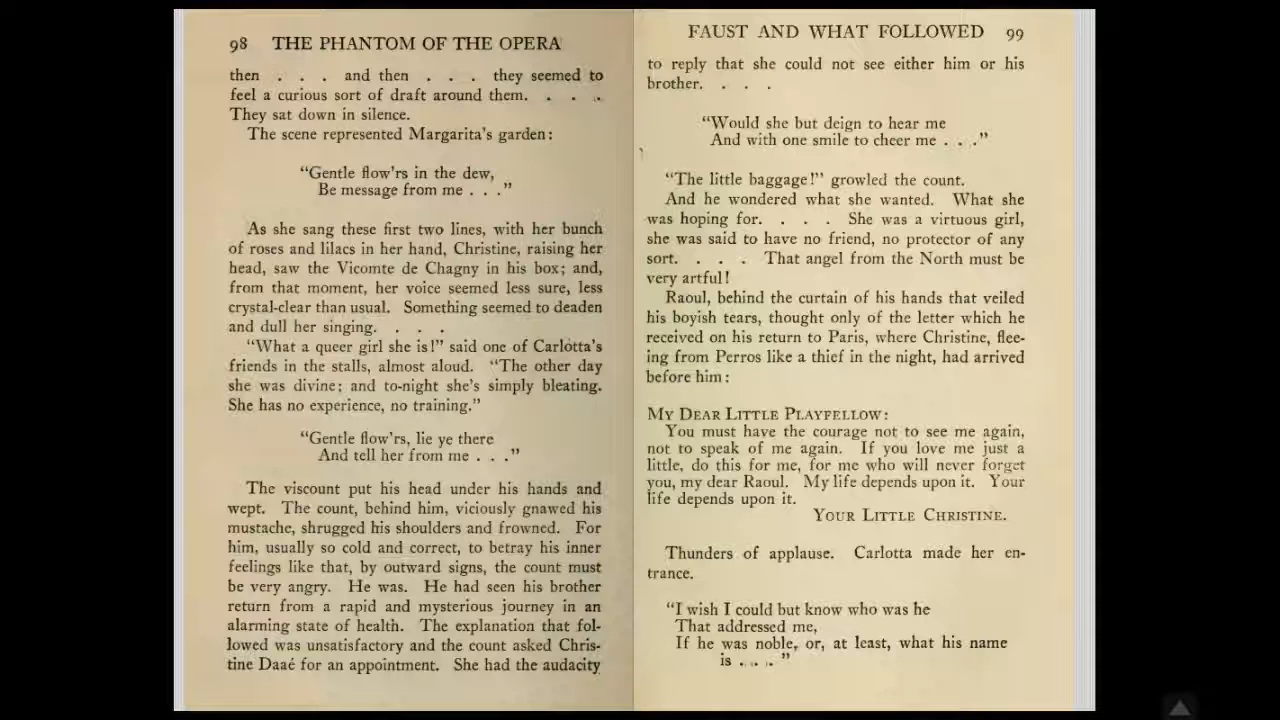 98 THE PHANTOM OF THE OPERA
then . . . and then . . . they seemed to
feel a curious sort of draft around them. . . .
They sat down in silence.
The scene represented Margarita's garden:
"Gentle flow'rs in the dew,
Be message from me . . ."
As she sang these first two lines, with her bunch
of roses and lilacs in her hand, Christine, raising her
head, saw the Vicomte de Chagny in his box; and,
from that moment, her voice seemed less sure, less
crystal-clear than usual. Something seemed to deaden
and dull her singing. . . .
"What a queer girl she is!" said one of Carlotta's
friends in the stalls, almost aloud. "The other day
she was divine; and to-night she's simply bleating.
She has no experience, no training."
"Gentle flow'rs, lie ye there
And tell her from me . . ."
The viscount put his head under his hands and
wept. The count, behind him, viciously gnawed his
mustache, shrugged his shoulders and frowned. For
him, usually so cold and correct, to betray his inner
feelings like that, by outward signs, the count must
be very angry. He was. He had seen his brother
return from a rapid and mysterious journey in an
alarming state of health. The explanation that fol-
lowed was unsatisfactory and the count asked Chris-
tine Daaé for an appointment. She had the audacity
FAUST AND WHAT FOLLOWED 99
to reply that she could not see either him or his
brother. . . .
"Would she but deign to hear me
And with one smile to cheer me . . ."
"The little baggage!" growled the count.
And he wondered what she wanted. What she
was hoping for. . . . She was a virtuous girl,
she was said to have no friend, no protector of any
sort. . . . That angel from the North must be
very artful!
Raoul, behind the curtain of his hands that veiled
his boyish tears, thought only of the letter which he
received on his return to Paris, where Christine, flee-
ing from Perros like a thief in the night, had arrived
before him:
MY DEAR LITTLE PLAYFELLOW:
You must have the courage not to see me again,
not to speak of me again. If you love me just a
little, do this for me, for me who will never forget
you, my dear Raoul. My life depends upon it. Your
life depends upon it.
YOUR LITTLE CHRISTINE.
Thunders of applause. Carlotta made her en-
trance.
"I wish I could but know who was he
That addressed me,
If he was noble, or, at least, what his name
is . . . "